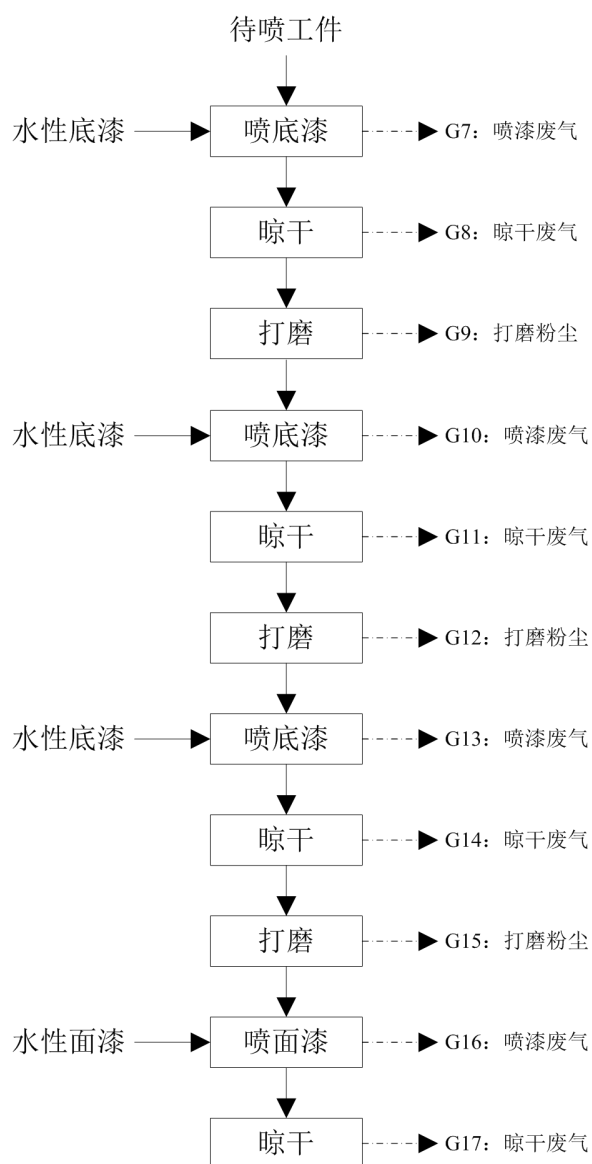 待喷工件
水性底漆 喷底漆 G7：喷漆废气
晾干 G8：晾干废气
打磨 G9：打磨粉尘
水性底漆 喷底漆 G10：喷漆废气
晾干 G11：晾干废气
打磨 G12：打磨粉尘
水性底漆 喷底漆 G13：喷漆废气
晾干 G14：晾干废气
打磨 G15：打磨粉尘
水性面漆 喷面漆 G16：喷漆废气
晾干 G17：晾干废气